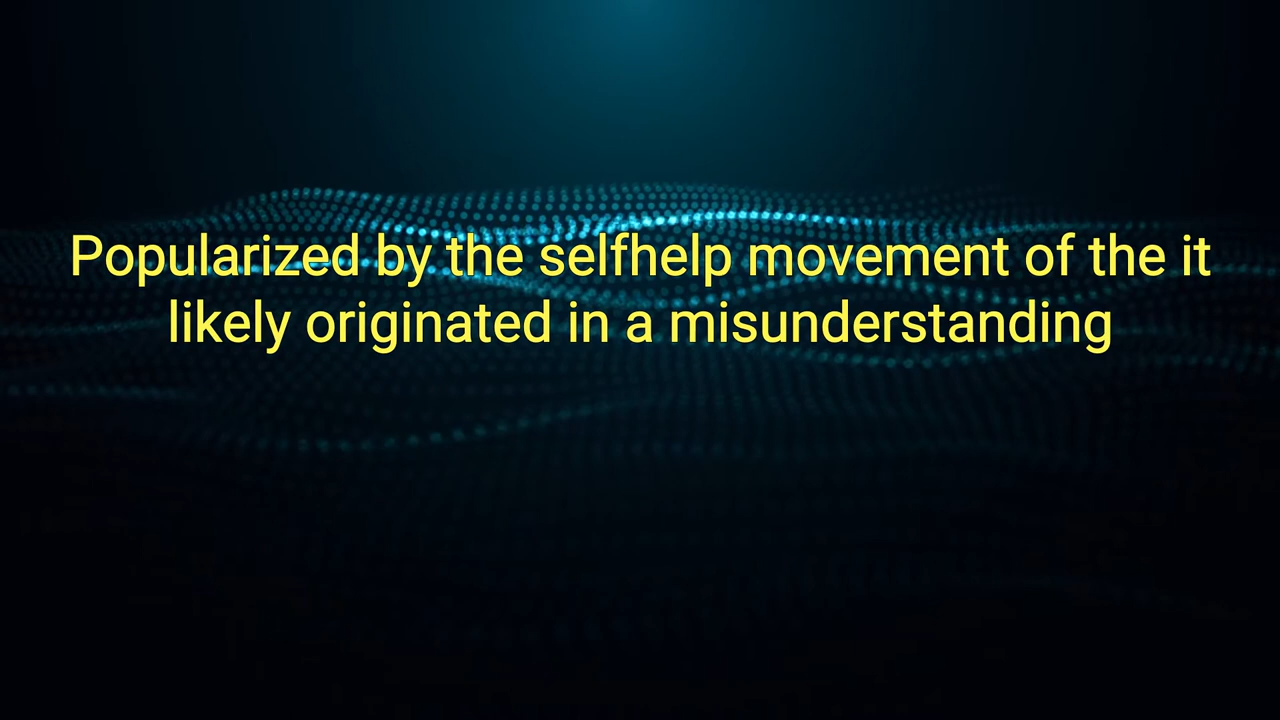 Popularized by the selfhelp movement of the it
likely originated in a misunderstanding